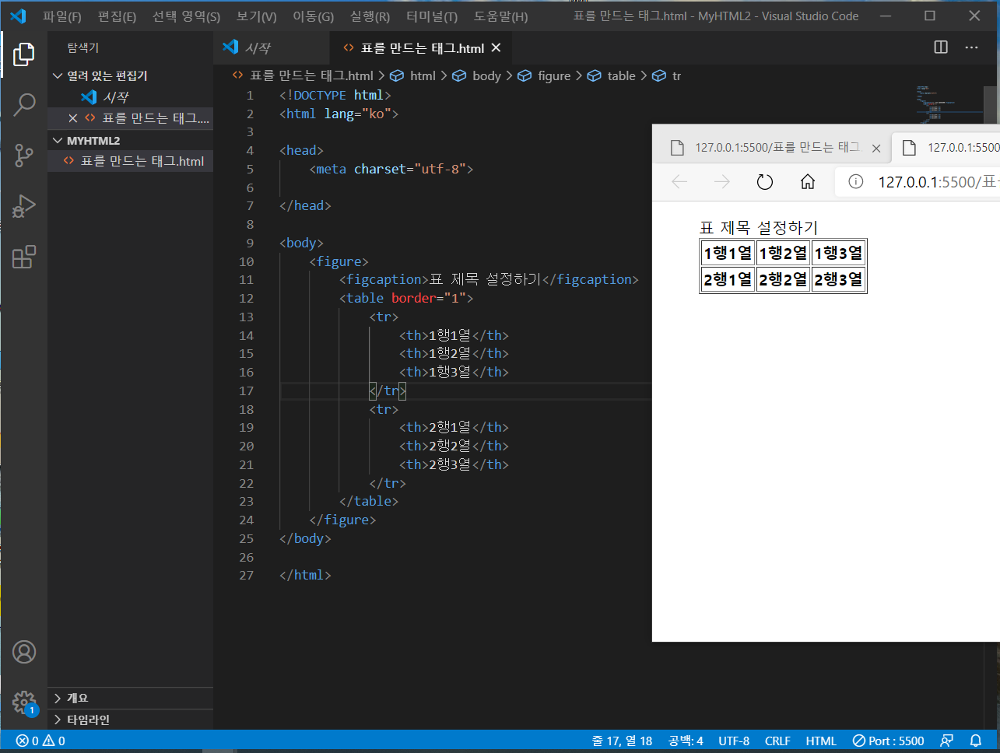 파일(F) 편집(E) 선택 영역(S) 보기(V) 이동(G) 실행(R) 터미널(T) 도움말(H) 표를 만드는 태그.html - MyHTML2 - Visual Studio Code
탐색기
열려 있는 편집기
시작
표를 만드는 태그....
MYHTML2
표를 만드는 태그.html
개요
타임라인
1
시작
표를 만드는 태그.html
표를 만드는 태그.html > html > body > figure > table > tr
1 <!DOCTYPE html>
2 <html lang="ko">
3
4 <head>
5 <meta charset="utf-8">
6
7 </head>
8
9 <body>
10 <figure>
11 <figcaption>표 제목 설정하기</figcaption>
12 <table border="1">
13 <tr>
14 <th>1행1열</th>
15 <th>1행2열</th>
16 <th>1행3열</th>
17 </tr>
18 <tr>
19 <th>2행1열</th>
20 <th>2행2열</th>
21 <th>2행3열</th>
22 </tr>
23 </table>
24 </figure>
25 </body>
26
27 </html>
127.0.0.1:5500/표를 만드는 태그. 127.0.0.1:5500
127.0.0.1:5500/표
표 제목 설정하기
1행1열 1행2열 1행3열
2행1열 2행2열 2행3열
0 0 줄 17, 열 18 공백: 4 UTF-8 CRLF HTML Port : 5500